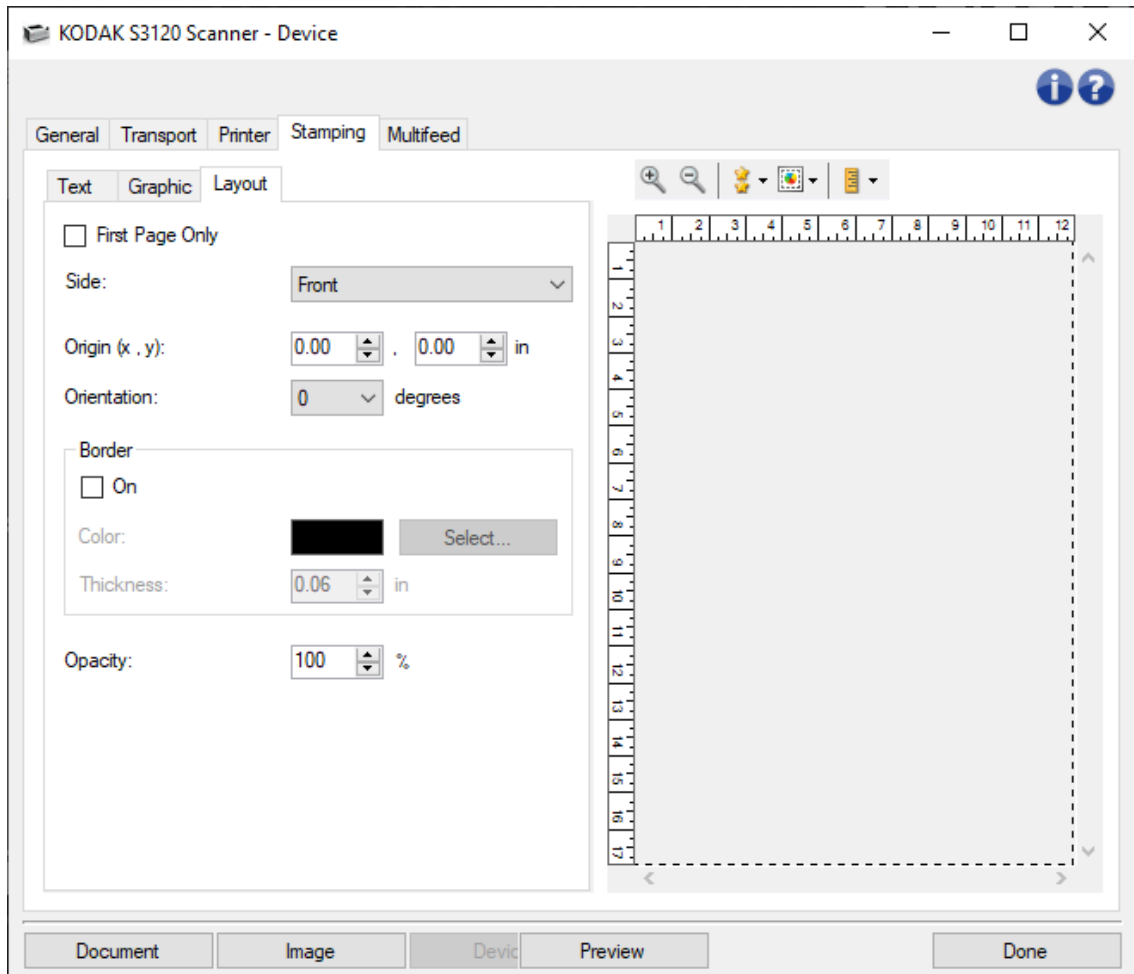 KODAK S3120 Scanner - Device
General Transport Printer Stamping Multifeed
Text Graphic Layout
First Page Only
Side: Front
Origin (x , y): 0.00 , 0.00 in
Orientation: 0 degrees
Border
On
Color: Select...
Thickness: 0.06 in
Opacity: 100 %
1 2 3 4 5 6 7 8 9 10 11 12
1
2
3
4
5
6
7
8
9
10
11
12
13
14
15
16
17
Document Image Devic Preview Done